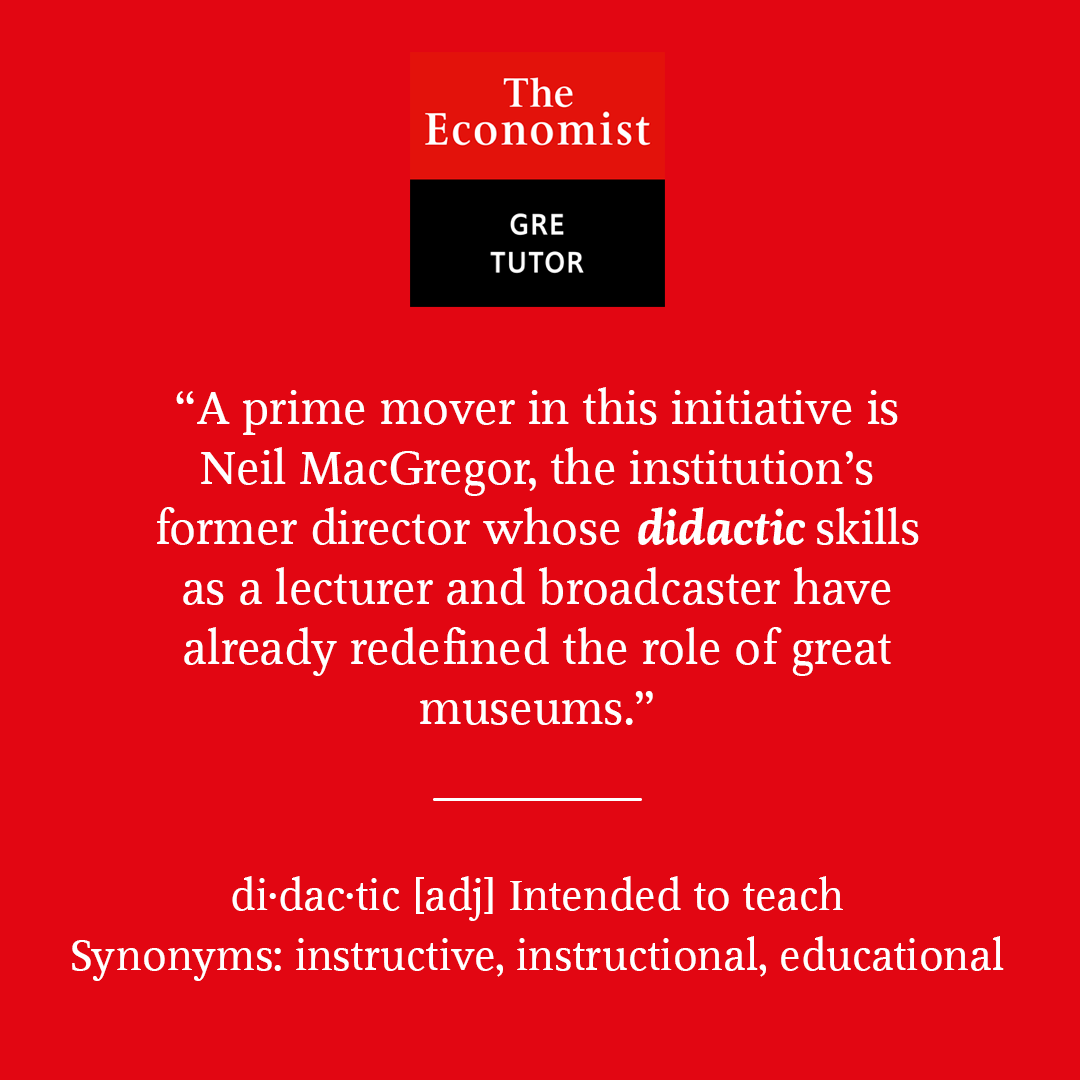 The
Economist
GRE
TUTOR
“A prime mover in this initiative is
Neil MacGregor, the institution’s
former director whose didactic skills
as a lecturer and broadcaster have
already redefined the role of great
museums.”
di·dac·tic [adj] Intended to teach
Synonyms: instructive, instructional, educational